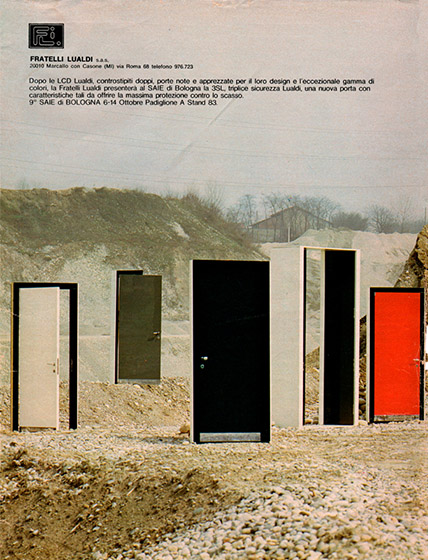 FLi.
FRATELLI LUALDI s.a.s.
20010 Marcallo con Casone (MI) via Roma 68 telefono 976.723
Dopo le LCD Lualdi, controstipiti doppi, porte note e apprezzate per il loro design e l'eccezionale gamma di
colori, la Fratelli Lualdi presenterà al SAIE di Bologna la 3SL, triplice sicurezza Lualdi, una nuova porta con
caratteristiche tali da offrire la massima protezione contro lo scasso.
9° SAIE di BOLOGNA 6-14 Ottobre Padiglione A Stand 83.